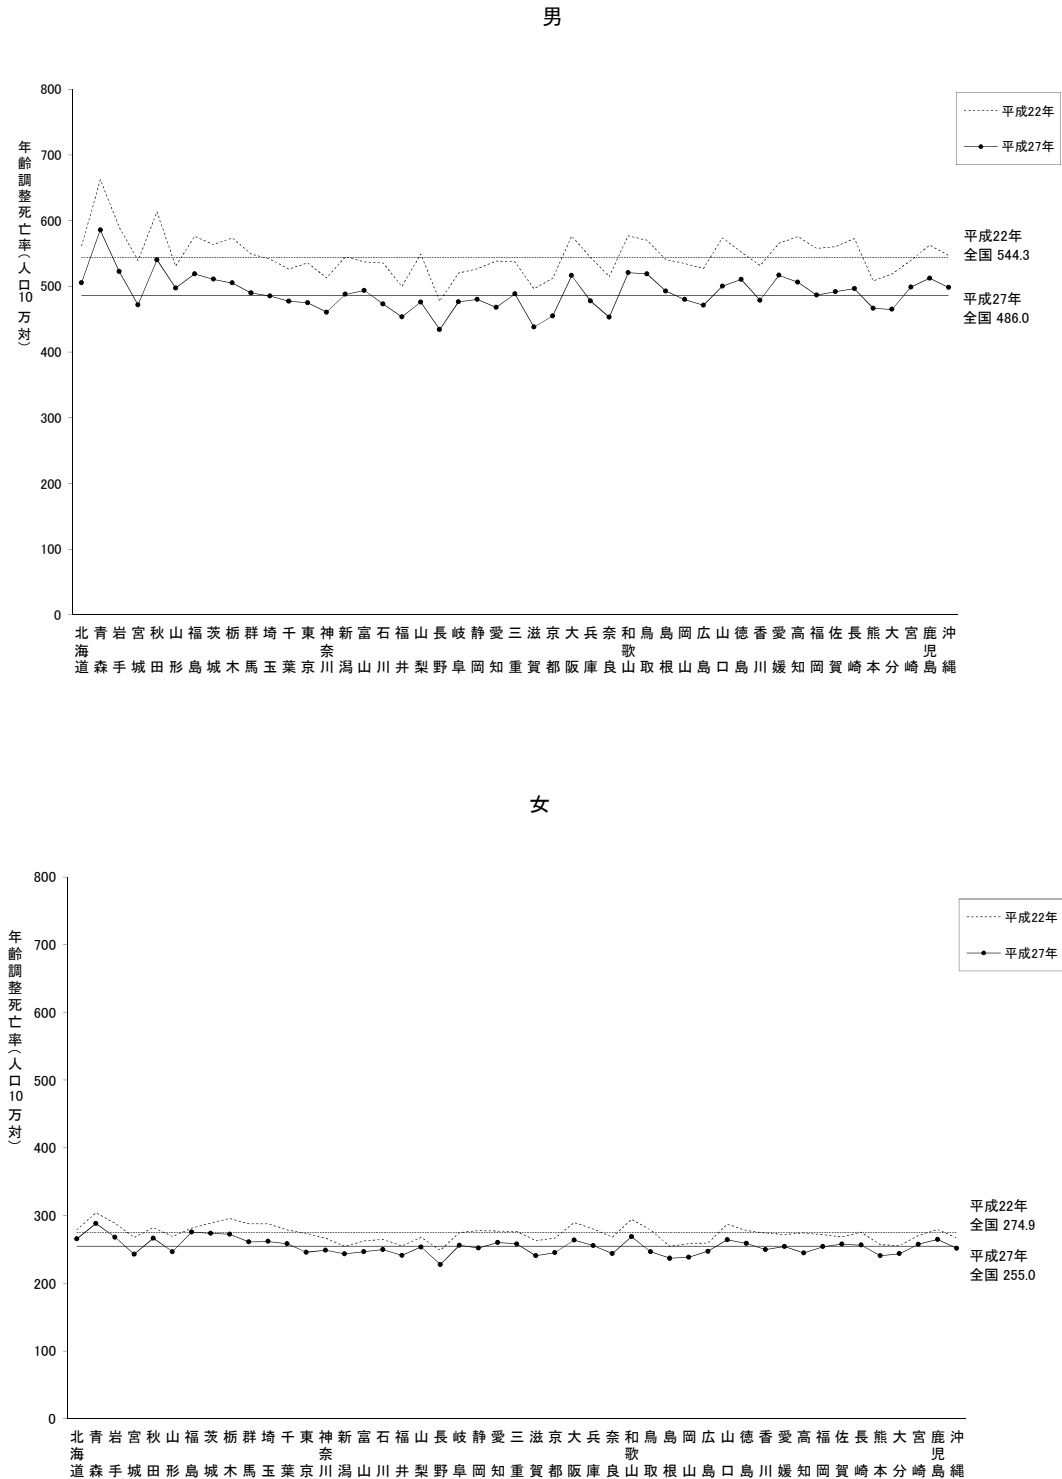 男
800
700
600
500
400
300
200
100
0
年齢調整死亡率(人口10万対)
平成22年
平成27年
平成22年
全国 544.3
平成27年
全国 486.0
北海道
青森
岩手
宮城
秋田
山形
福島
茨城
栃木
群馬
埼玉
千葉
東京
神奈川
新潟
富山
石川
福井
山梨
長野
岐阜
静岡
愛知
三重
滋賀
京都
大阪
兵庫
奈良
和歌山
鳥取
島根
岡山
広島
山口
徳島
香川
愛媛
高知
福岡
佐賀
長崎
熊本
大分
宮崎
鹿児島
沖縄
女
800
700
600
500
400
300
200
100
0
年齢調整死亡率(人口10万対)
平成22年
平成27年
平成22年
全国 274.9
平成27年
全国 255.0
北海道
青森
岩手
宮城
秋田
山形
福島
茨城
栃木
群馬
埼玉
千葉
東京
神奈川
新潟
富山
石川
福井
山梨
長野
岐阜
静岡
愛知
三重
滋賀
京都
大阪
兵庫
奈良
和歌山
鳥取
島根
岡山
広島
山口
徳島
香川
愛媛
高知
福岡
佐賀
長崎
熊本
大分
宮崎
鹿児島
沖縄